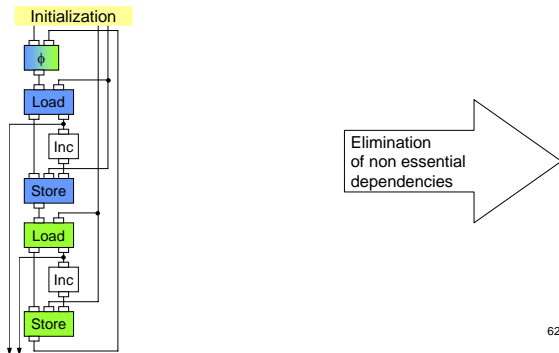 Initialization
ϕ
Load
Inc
Store
Load
Inc
Store
Elimination
of non essential
dependencies
62